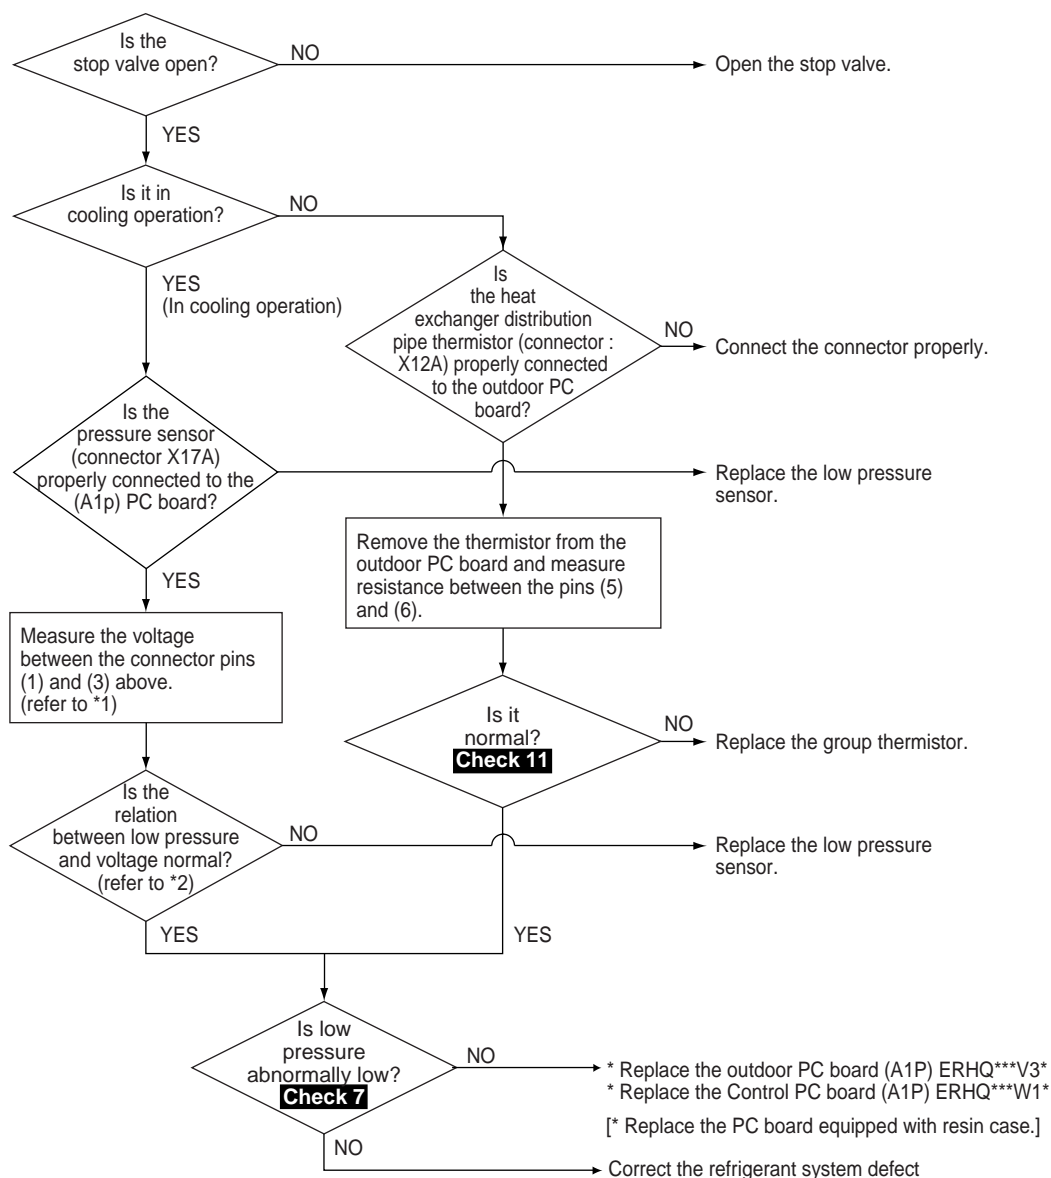 Is the
stop valve open?
NO
Open the stop valve.
YES
Is it in
cooling operation?
NO
YES
(In cooling operation)
Is
the heat
exchanger distribution
pipe thermistor (connector :
X12A) properly connected
to the outdoor PC
board?
NO
Connect the connector properly.
Is the
pressure sensor
(connector X17A)
properly connected to the
(A1p) PC board?
Replace the low pressure
sensor.
YES
Remove the thermistor from the
outdoor PC board and measure
resistance between the pins (5)
and (6).
Measure the voltage
between the connector pins
(1) and (3) above.
(refer to *1)
Is it
normal?
Check 11
NO
Replace the group thermistor.
Is the
relation
between low pressure
and voltage normal?
(refer to *2)
NO
Replace the low pressure
sensor.
YES
YES
Is low
pressure
abnormally low?
Check 7
NO
* Replace the outdoor PC board (A1P) ERHQ***V3*
* Replace the Control PC board (A1P) ERHQ***W1*
[* Replace the PC board equipped with resin case.]
NO
Correct the refrigerant system defect